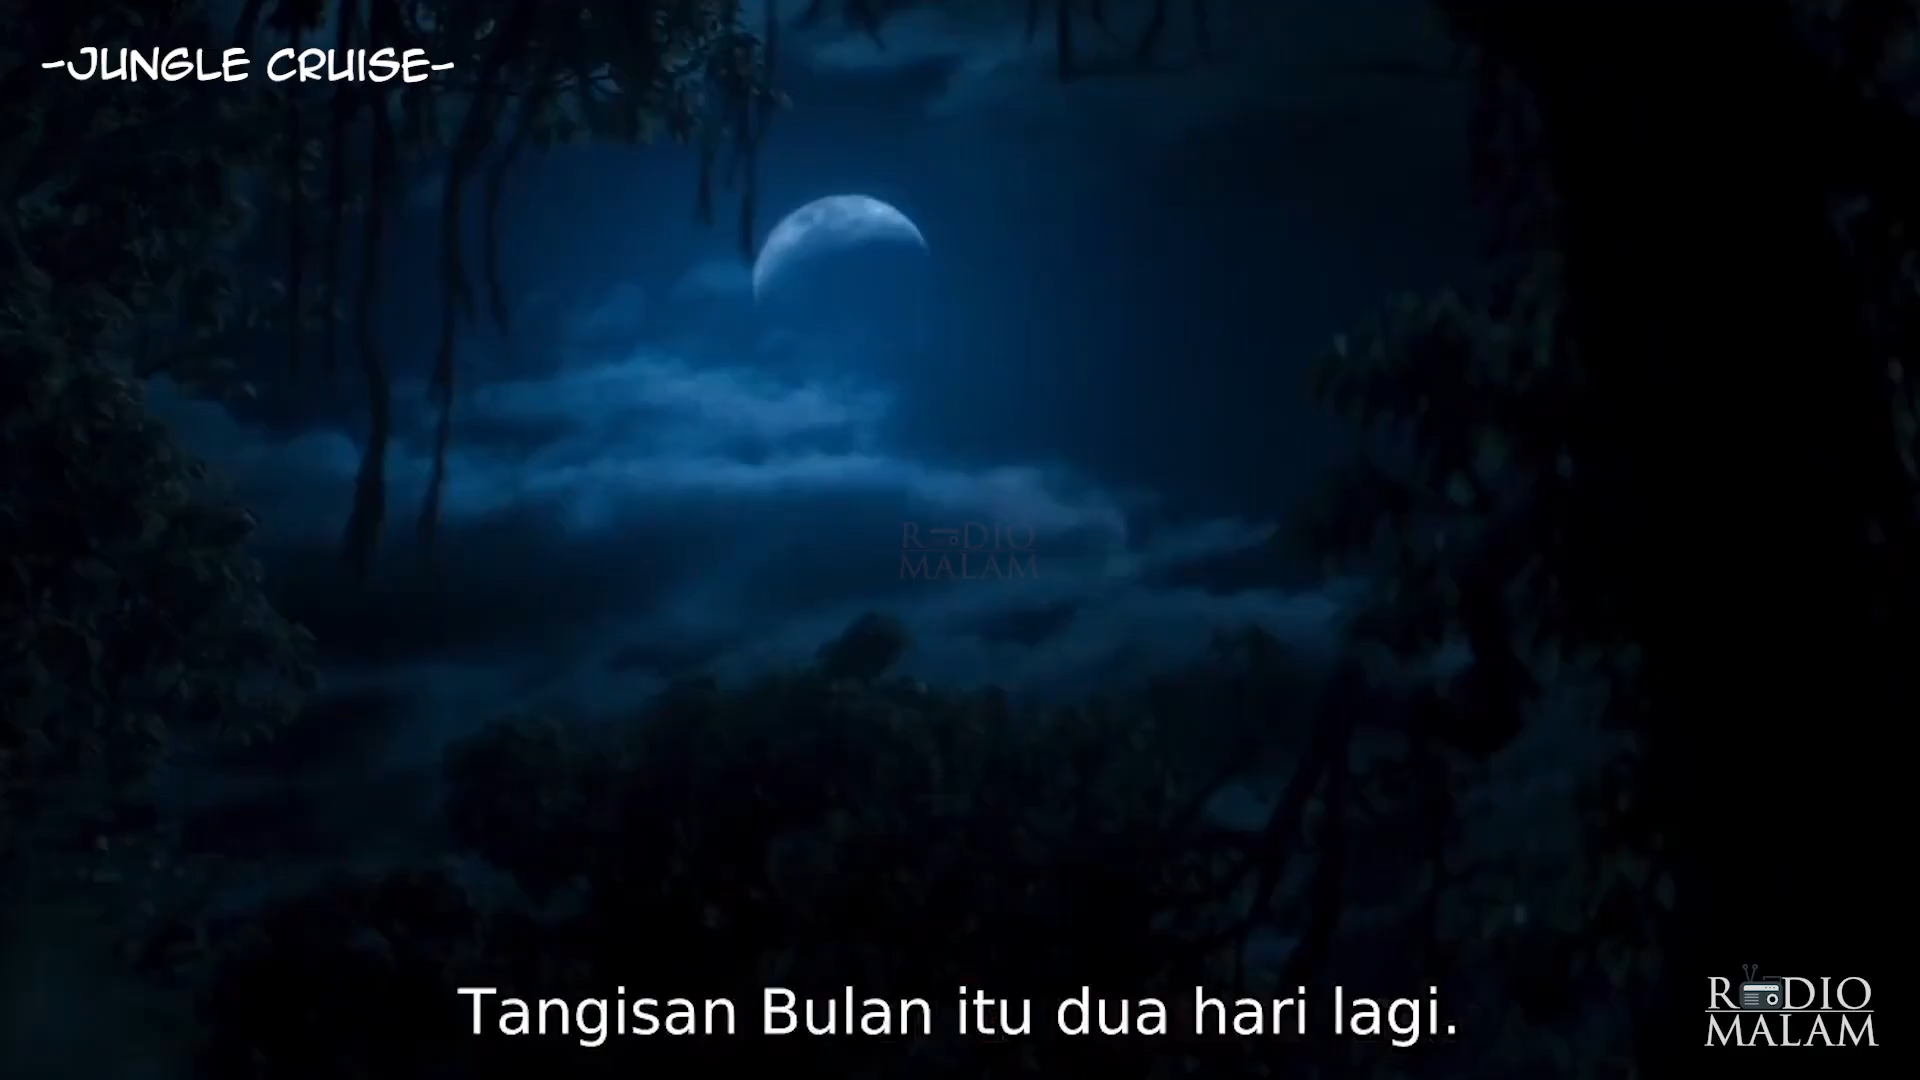 -JUNGLE CRUISE-
RADIO
MALAM
Tangisan Bulan itu dua hari lagi.
RADIO
MALAM